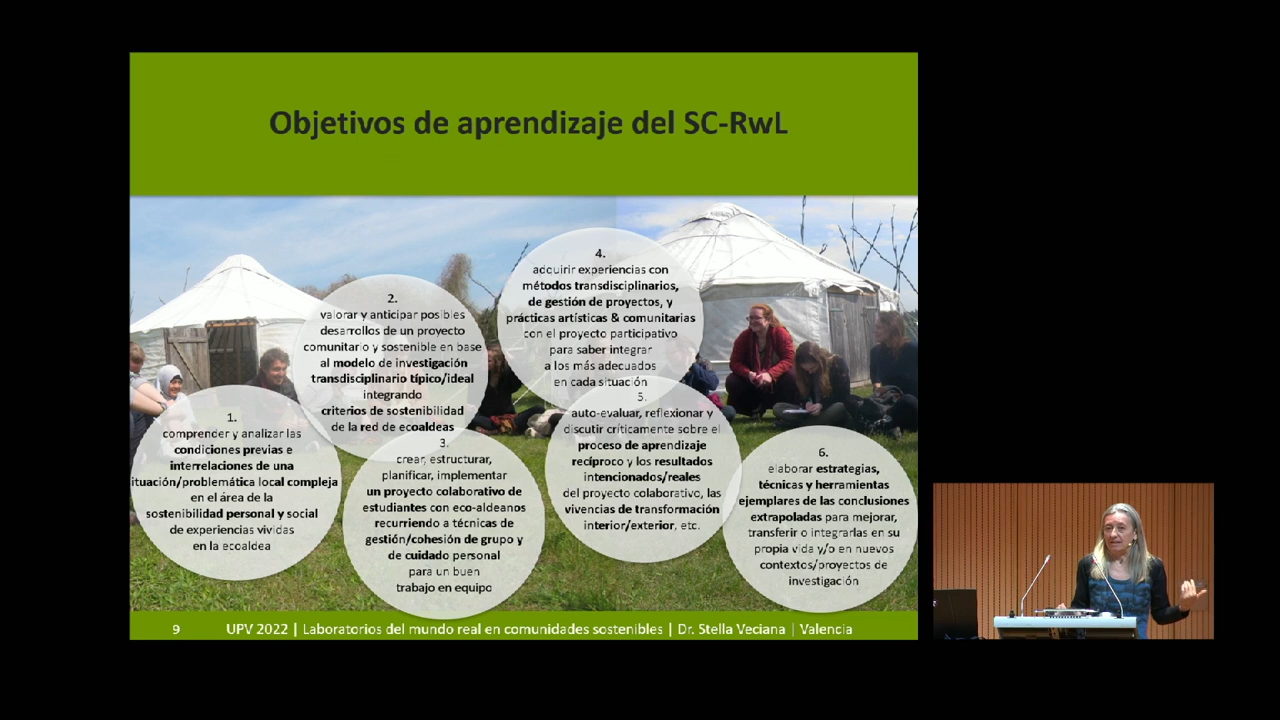 Objetivos de aprendizaje del SC-RwL
1.
comprender y analizar las
condiciones previas e
interrelaciones de una
ituación/problemática local compleja
en el área de la
sostenibilidad personal y social
de experiencias vividas
en la ecoaldea
2.
valorar y anticipar posibles
desarrollos de un proyecto
comunitario y sostenible en base
al modelo de investigación
transdisciplinario típico/ideal
integrando
criterios de sostenibilidad
de la red de ecoaldeas
3.
crear, estructurar,
planificar, implementar
un proyecto colaborativo de
estudiantes con eco-aldeanos
recurriendo a técnicas de
gestión/cohesión de grupo y
de cuidado personal
para un buen
trabajo en equipo
4.
adquirir experiencias con
métodos transdisciplinarios,
de gestión de proyectos, y
prácticas artísticas & comunitarias
con el proyecto participativo
para saber integrar
a los más adecuados
en cada situación
5.
auto-evaluar, reflexionar y
discutir críticamente sobre el
proceso de aprendizaje
recíproco y los resultados
intencionados/reales
del proyecto colaborativo, las
vivencias de transformación
interior/exterior, etc.
6.
elaborar estrategias,
técnicas y herramientas
ejemplares de las conclusiones
extrapoladas para mejorar,
transferir o integrarlas en su
propia vida y/o en nuevos
contextos/proyectos de
investigación
9 UPV 2022 | Laboratorios del mundo real en comunidades sostenibles | Dr. Stella Veciana | Valencia